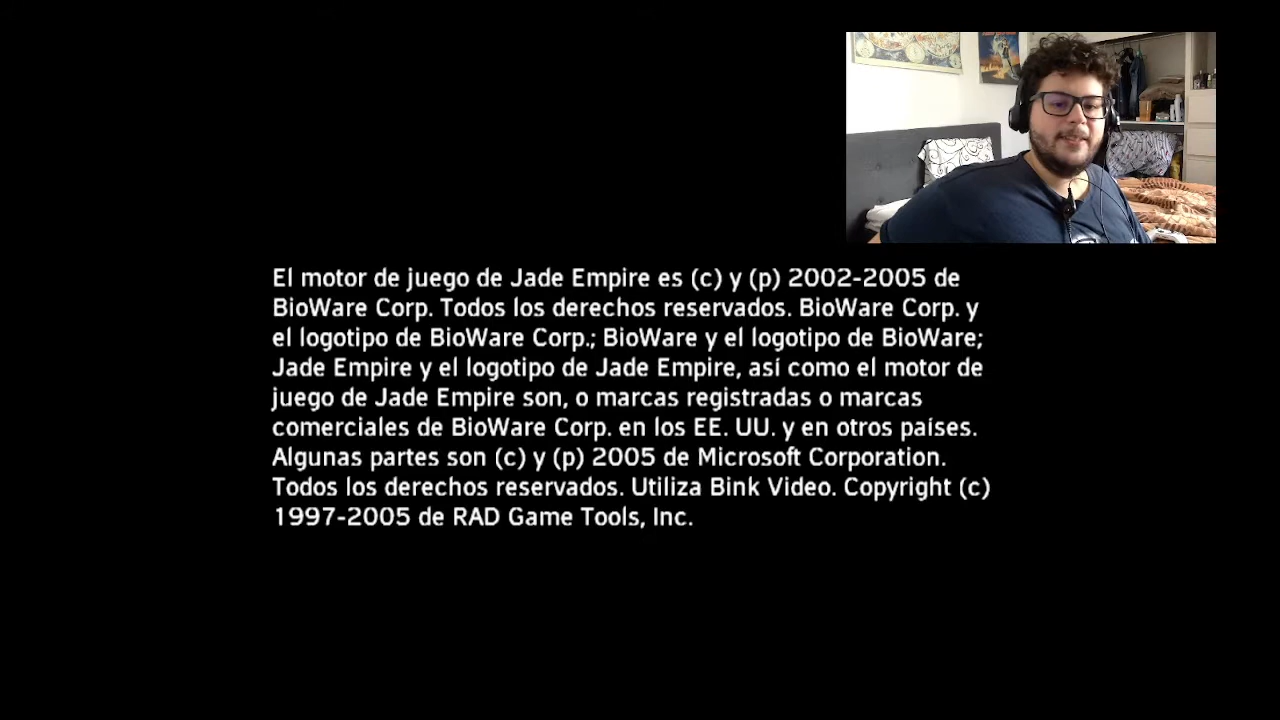 El motor de juego de Jade Empire es (c) y (p) 2002-2005 de
BioWare Corp. Todos los derechos reservados. BioWare Corp. y
el logotipo de BioWare Corp.; BioWare y el logotipo de BioWare;
Jade Empire y el logotipo de Jade Empire, así como el motor de
juego de Jade Empire son, o marcas registradas o marcas
comerciales de BioWare Corp. en los EE. UU. y en otros países.
Algunas partes son (c) y (p) 2005 de Microsoft Corporation.
Todos los derechos reservados. Utiliza Bink Video. Copyright (c)
1997-2005 de RAD Game Tools, Inc.